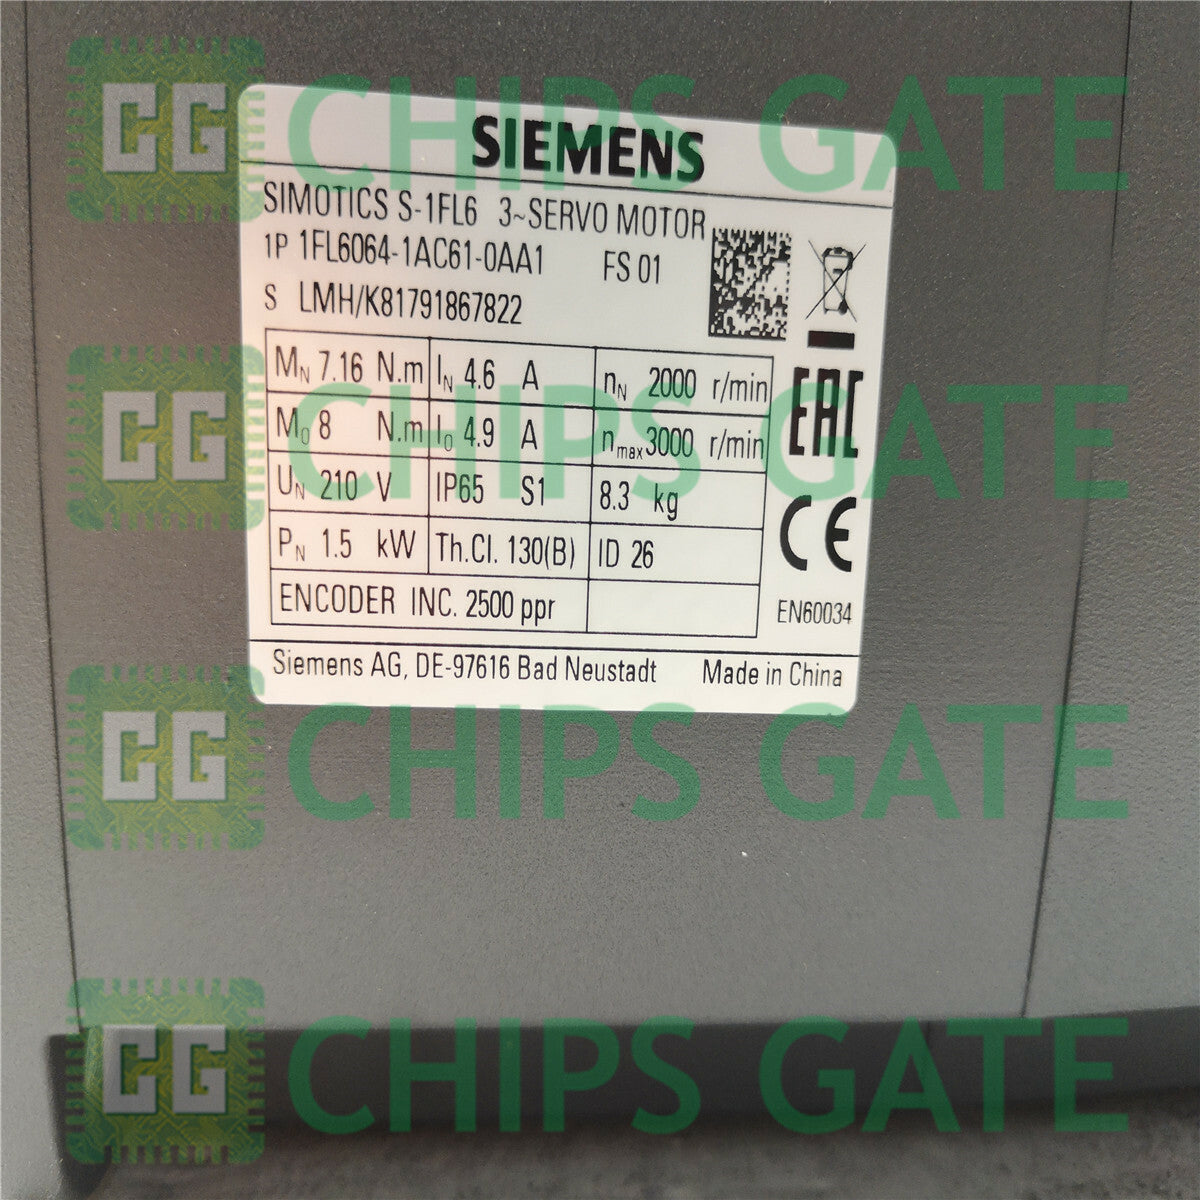 CG CHIPS GATE
SIEMENS
SIMOTICS S-1FL6 3~SERVO MOTOR
1P 1FL6064-1AC61-0AA1 FS 01
S LMH/K81791867822
MN 7.16 N.m IN 4.6 A nN 2000 r/min
M0 8 N.m I0 4.9 A nmax3000 r/min
EAC
CG CHIPS GATE
UN 210 V IP65 S1 8.3 kg
PN 1.5 kW Th.Cl. 130(B) ID 26
CE
ENCODER INC. 2500 ppr
EN60034
Siemens AG, DE-97616 Bad Neustadt Made in China
CG CHIPS GATE
CG CHIPS GATE